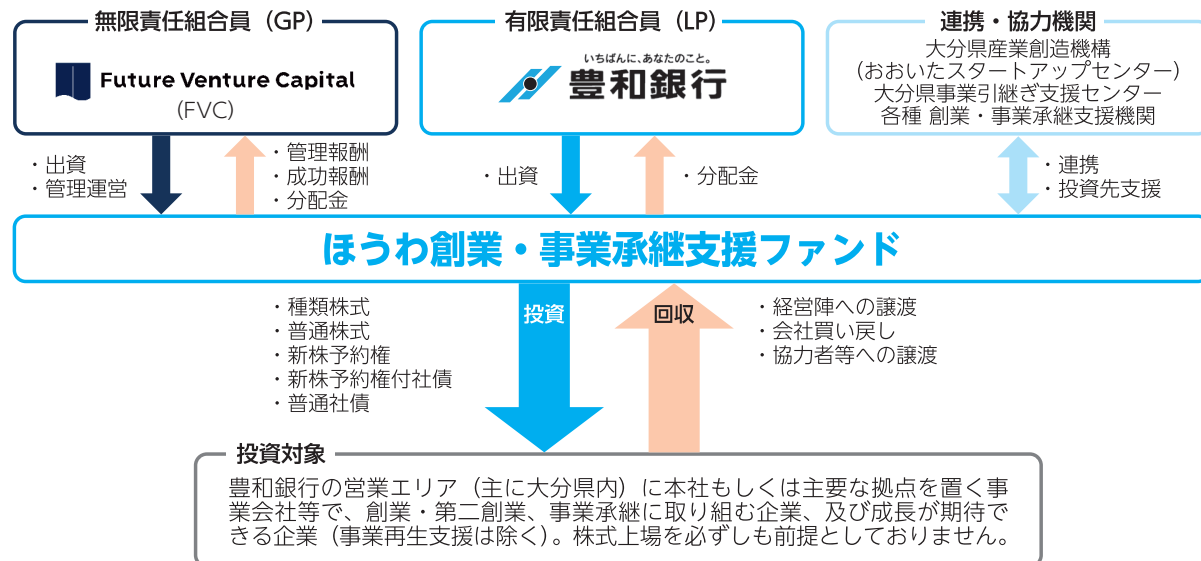 無限責任組合員（GP）
Future Venture Capital
(FVC)
有限責任組合員（LP）
いちばんに、あなたのこと。
豊和銀行
連携・協力機関
大分県産業創造機構
（おおいたスタートアップセンター）
大分県事業引継ぎ支援センター
各種 創業・事業承継支援機関
・出資
・管理運営
・管理報酬
・成功報酬
・分配金
・出資
・分配金
・連携
・投資先支援
ほうわ創業・事業承継支援ファンド
・種類株式
・普通株式
・新株予約権
・新株予約権付社債
・普通社債
投資
回収
・経営陣への譲渡
・会社買い戻し
・協力者等への譲渡
投資対象
豊和銀行の営業エリア（主に大分県内）に本社もしくは主要な拠点を置く事
業会社等で、創業・第二創業、事業承継に取り組む企業、及び成長が期待で
きる企業（事業再生支援は除く）。株式上場を必ずしも前提としておりません。